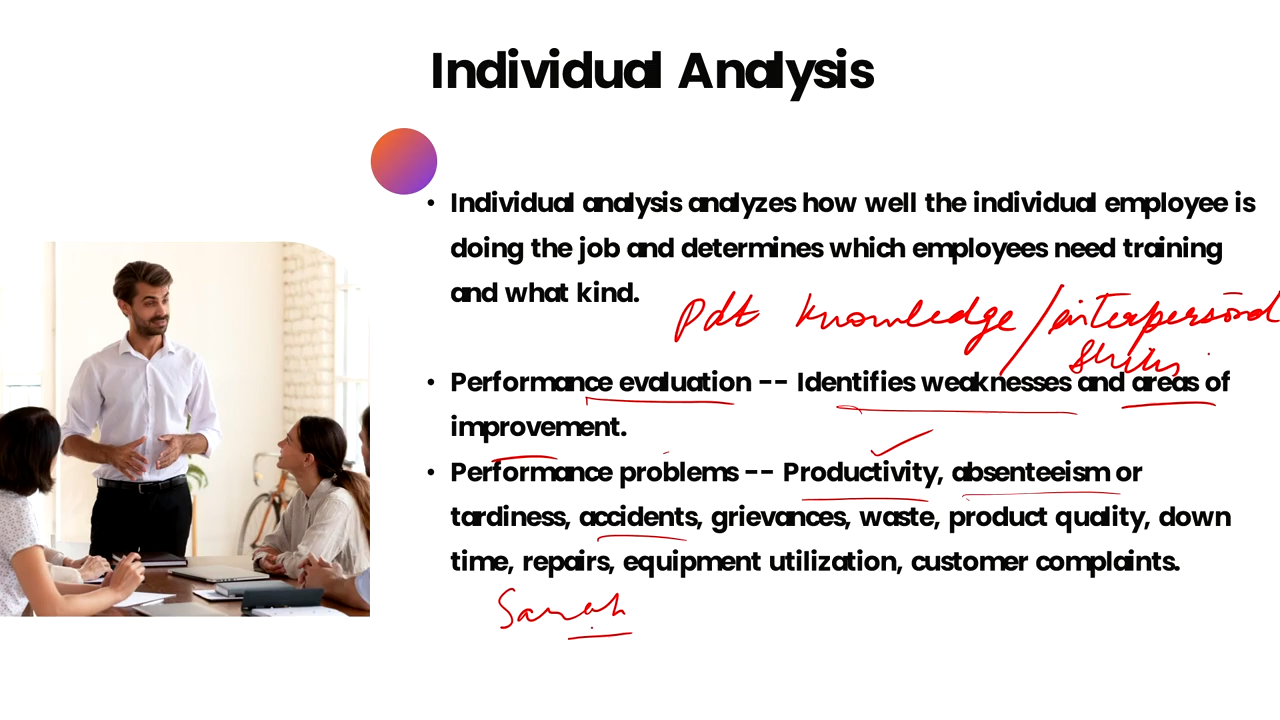 Individual Analysis
• Individual analysis analyzes how well the individual employee is
doing the job and determines which employees need training
and what kind.
Pdt knowledge / interpersonal
skills
• Performance evaluation -- Identifies weaknesses and areas of
improvement.
• Performance problems -- Productivity, absenteeism or
tardiness, accidents, grievances, waste, product quality, down
time, repairs, equipment utilization, customer complaints.
Sarah